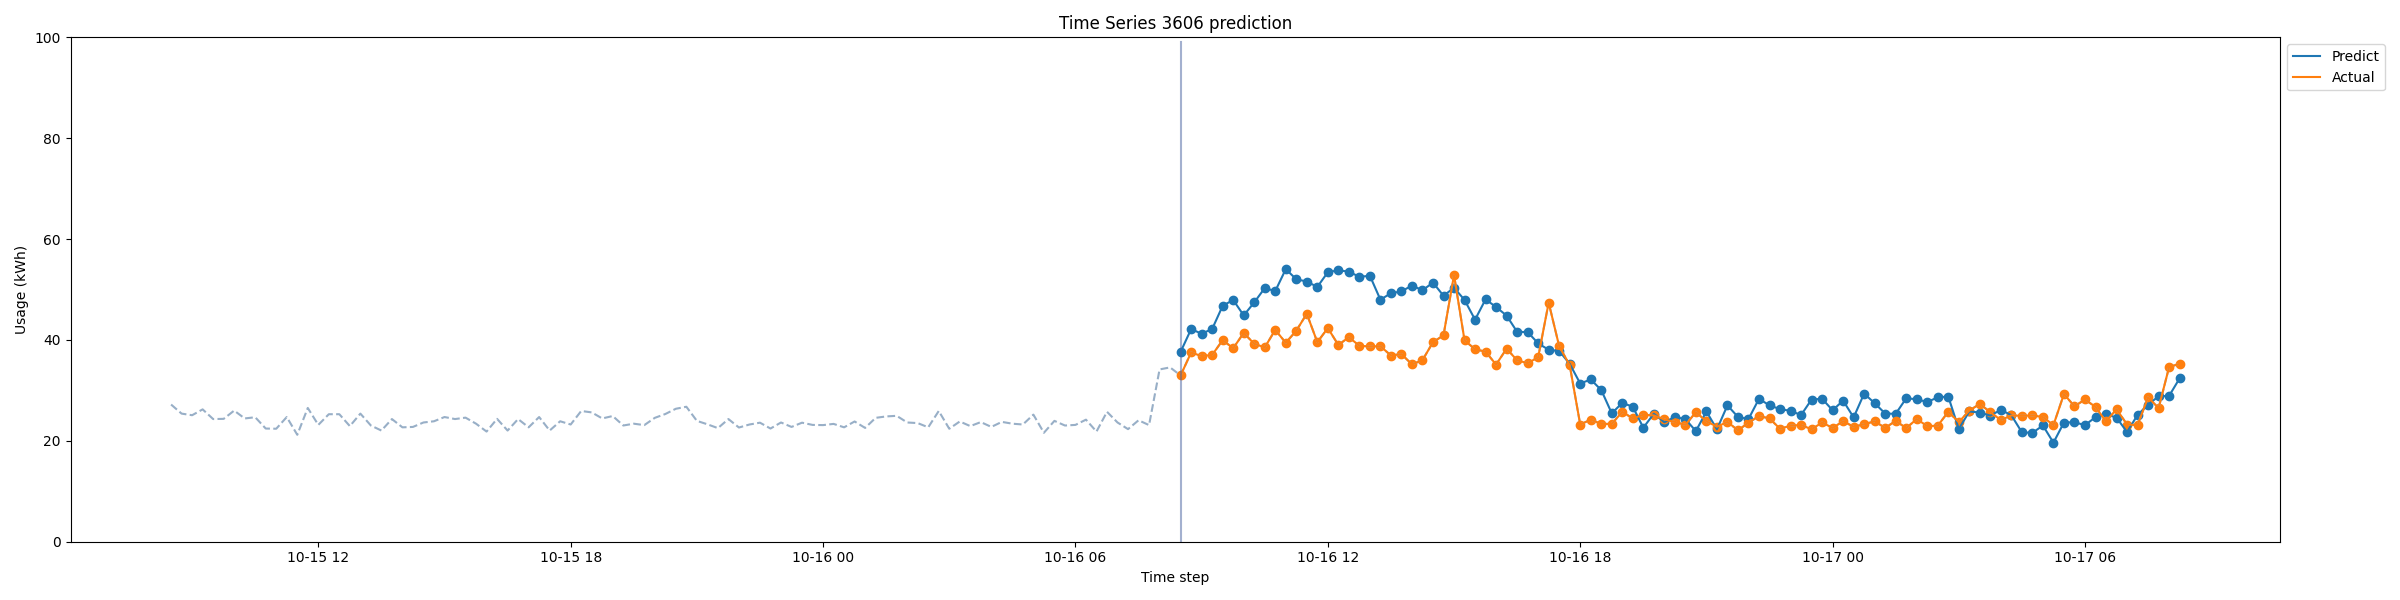 Time Series 3606 prediction
100
80
60
40
20
0
Usage (kWh)
10-15 12
10-15 18
10-16 00
10-16 06
10-16 12
10-16 18
10-17 00
10-17 06
Time step
Predict
Actual